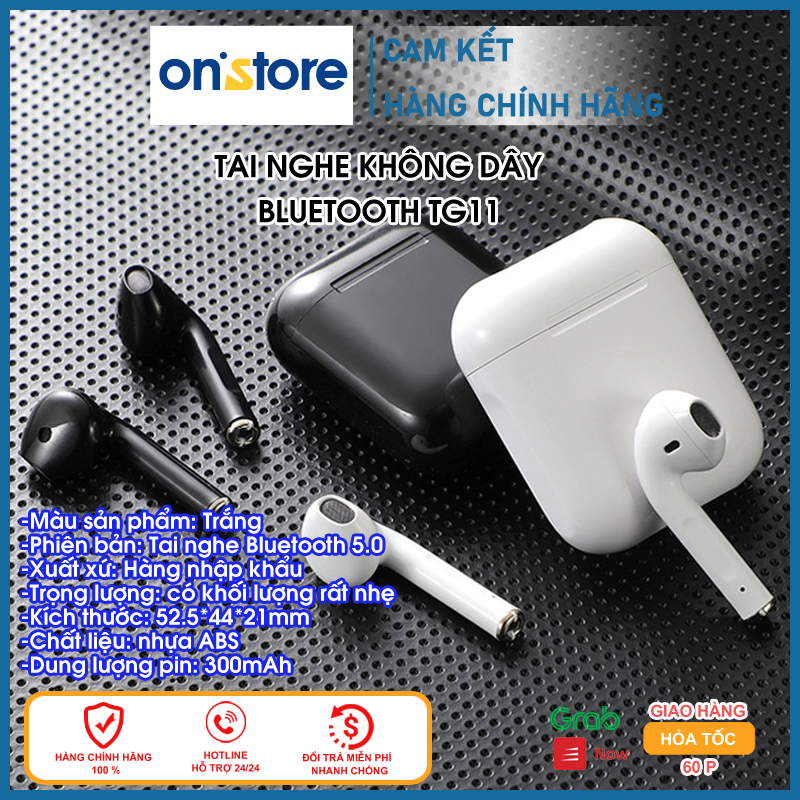 on'store
CAM KẾT
HÀNG CHÍNH HÃNG
TAI NGHE KHÔNG DÂY
BLUETOOTH TG11
-Màu sản phẩm: Trắng
-Phiên bản: Tai nghe Bluetooth 5.0
-Xuất xứ: Hàng nhập khẩu
-Trọng lượng: có khối lượng rất nhẹ
-Kích thước: 52.5*44*21mm
-Chất liệu: nhựa ABS
-Dung lượng pin: 300mAh
HÀNG CHÍNH HÃNG
100 %
HOTLINE
HỖ TRỢ 24/24
ĐỔI TRẢ MIỄN PHÍ
NHANH CHÓNG
Grab
Now
GIAO HÀNG
HỎA TỐC
60 P